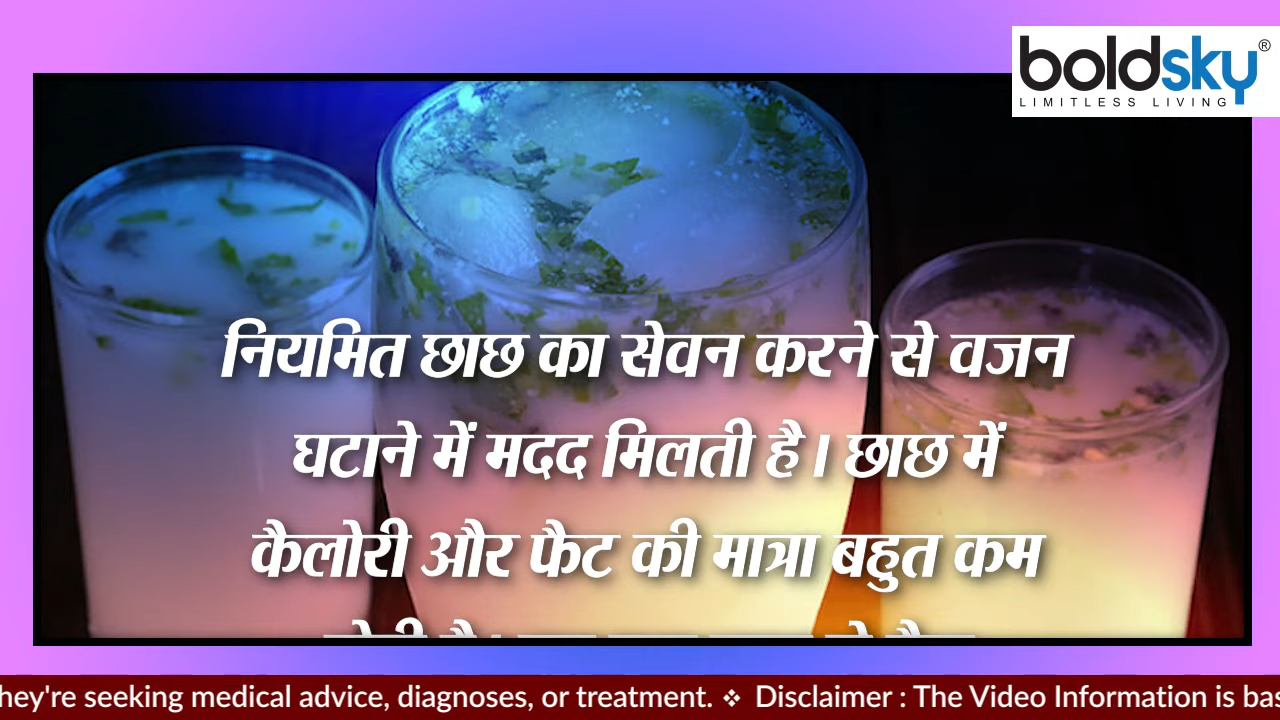 boldsky®
LIMITLESS LIVING
नियमित छाछ का सेवन करने से वजन
घटाने में मदद मिलती है। छाछ में
कैलोरी और फैट की मात्रा बहुत कम
hey're seeking medical advice, diagnoses, or treatment. ❖ Disclaimer : The Video Information is bas